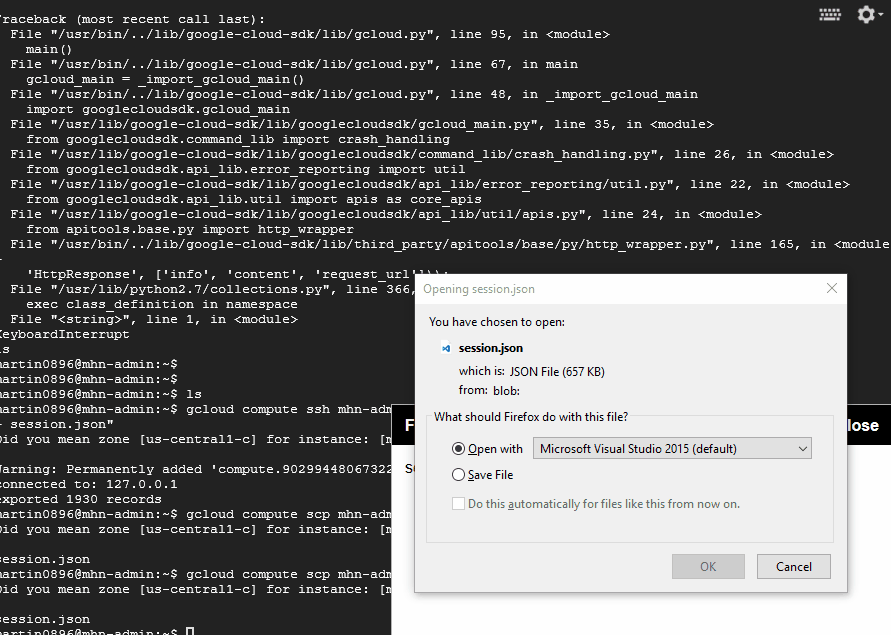 raceback (most recent call last):
File "/usr/bin/../lib/google-cloud-sdk/lib/gcloud.py", line 95, in <module>
main()
File "/usr/bin/../lib/google-cloud-sdk/lib/gcloud.py", line 67, in main
gcloud_main = _import_gcloud_main()
File "/usr/bin/../lib/google-cloud-sdk/lib/gcloud.py", line 48, in _import_gcloud_main
import googlecloudsdk.gcloud_main
File "/usr/lib/google-cloud-sdk/lib/googlecloudsdk/gcloud_main.py", line 35, in <module>
from googlecloudsdk.command_lib import crash_handling
File "/usr/lib/google-cloud-sdk/lib/googlecloudsdk/command_lib/crash_handling.py", line 26, in <module>
from googlecloudsdk.api_lib.error_reporting import util
File "/usr/lib/google-cloud-sdk/lib/googlecloudsdk/api_lib/error_reporting/util.py", line 22, in <module>
from googlecloudsdk.api_lib.util import apis as core_apis
File "/usr/lib/google-cloud-sdk/lib/googlecloudsdk/api_lib/util/apis.py", line 24, in <module>
from apitools.base.py import http_wrapper
File "/usr/bin/../lib/google-cloud-sdk/lib/third_party/apitools/base/py/http_wrapper.py", line 165, in <module
'HttpResponse', ['info', 'content', 'request_url'])):
File "/usr/lib/python2.7/collections.py", line 366,
exec class_definition in namespace
File "<string>", line 1, in <module>
KeyboardInterrupt
ls
martin0896@mhn-admin:~$
martin0896@mhn-admin:~$
martin0896@mhn-admin:~$ ls
martin0896@mhn-admin:~$ gcloud compute ssh mhn-adm
- session.json"
Did you mean zone [us-central1-c] for instance: [m
Warning: Permanently added 'compute.90299448067322
connected to: 127.0.0.1
exported 1930 records
martin0896@mhn-admin:~$ gcloud compute scp mhn-adm
Did you mean zone [us-central1-c] for instance: [m
session.json
martin0896@mhn-admin:~$ gcloud compute scp mhn-adm
Did you mean zone [us-central1-c] for instance: [m
session.json
martin0896@mhn-admin:~$
F
lose
s
Opening session.json
You have chosen to open:
session.json
which is: JSON File (657 KB)
from: blob:
What should Firefox do with this file?
Open with Microsoft Visual Studio 2015 (default)
Save File
Do this automatically for files like this from now on.
OK Cancel